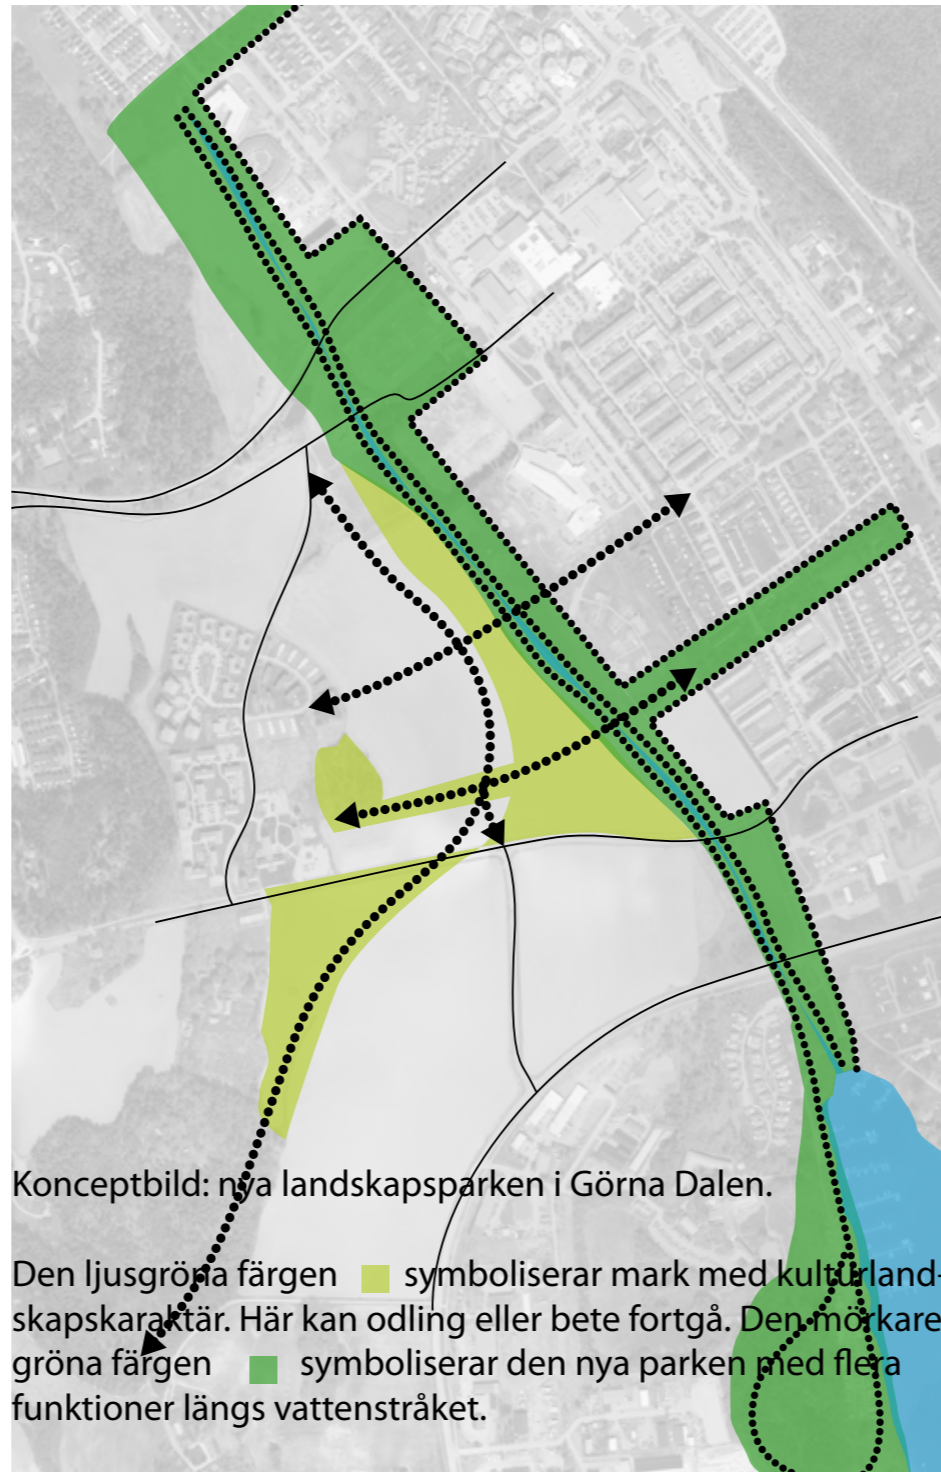 Konceptbild: nya landskapsparken i Görna Dalen.
Den ljusgröna färgen symboliserar mark med kulturland-
skapskaraktär. Här kan odling eller bete fortgå. Den mörkare
gröna färgen symboliserar den nya parken med flera
funktioner längs vattenstråket.